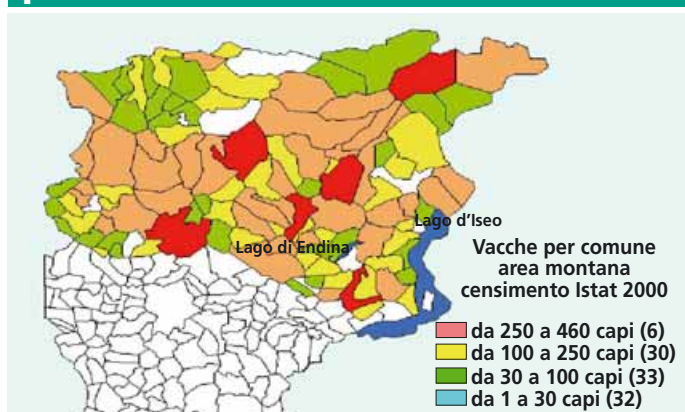 Lago d'Iseo
Lago di Endina
Vacche per comune
area montana
censimento Istat 2000
da 250 a 460 capi (6)
da 100 a 250 capi (30)
da 30 a 100 capi (33)
da 1 a 30 capi (32)